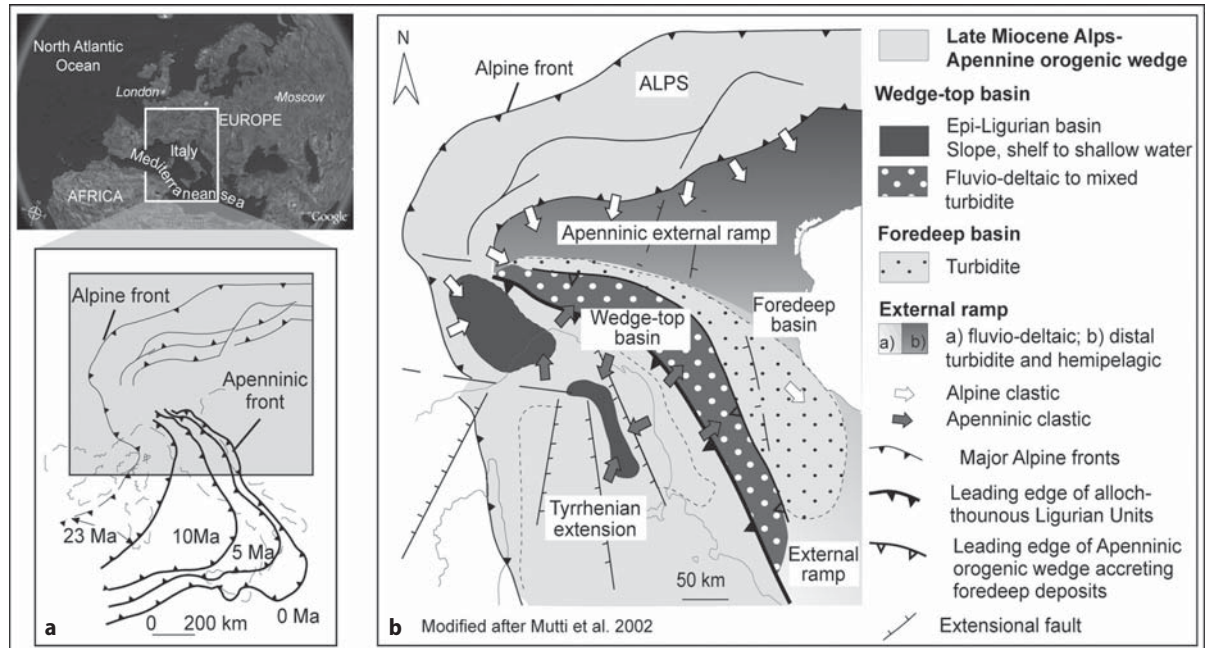 North Atlantic
Ocean
London
Moscow
EUROPE
Italy
Mediterranean sea
AFRICA
Google
Alpine front
Apenninic
front
23 Ma
10Ma
5 Ma
0 Ma
0 200 km
a
N
Alpine front
ALPS
Apenninic external ramp
Foredeep
basin
Wedge-top
basin
Tyrrhenian
extension
External
ramp
50 km
b Modified after Mutti et al. 2002
Late Miocene Alps-
Apennine orogenic wedge
Wedge-top basin
Epi-Ligurian basin
Slope, shelf to shallow water
Fluvio-deltaic to mixed
turbidite
Foredeep basin
Turbidite
External ramp
a) b) a) fluvio-deltaic; b) distal
turbidite and hemipelagic
Alpine clastic
Apenninic clastic
Major Alpine fronts
Leading edge of alloch-
thounous Ligurian Units
Leading edge of Apenninic
orogenic wedge accreting
foredeep deposits
Extensional fault